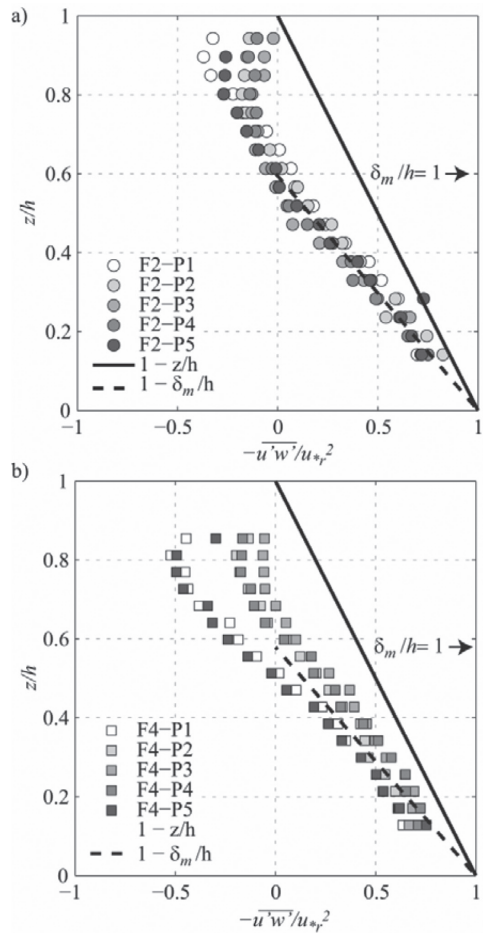 a)
1
0.8
0.6
0.4
0.2
0
z/h
δm/h= 1
F2−P1
F2−P2
F2−P3
F2−P4
F2−P5
1 − z/h
1 − δm/h
−1
−0.5
0
0.5
1
−u'w'/u*r²
b)
1
0.8
0.6
0.4
0.2
0
z/h
δm/h= 1
F4−P1
F4−P2
F4−P3
F4−P4
F4−P5
1 − z/h
1 − δm/h
−1
−0.5
0
0.5
1
−u'w'/u*r²